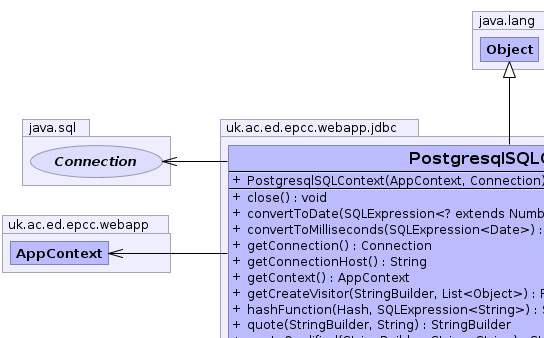 java.lang
Object
java.sql
Connection
uk.ac.ed.epcc.webapp.jdbc
PostgresqlSQLC
+ PostgresqlSQLContext(AppContext, Connection)
+ close() : void
+ convertToDate(SQLExpression<? extends Numb
+ convertToMilliseconds(SQLExpression<Date>) :
+ getConnection() : Connection
+ getConnectionHost() : String
+ getContext() : AppContext
+ getCreateVisitor(StringBuilder, List<Object>) :
+ hashFunction(Hash, SQLExpression<String>) :
+ quote(StringBuilder, String) : StringBuilder
uk.ac.ed.epcc.webapp
AppContext